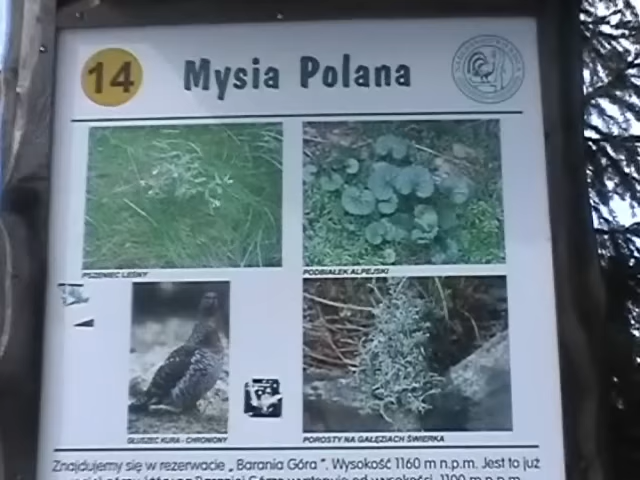 14
Mysia Polana
PSZENIEC LEŚNY
PODBIAŁEK ALPEJSKI
GŁUSZEC KURA - CHRONIONY
POROSTY NA GAŁĘZIACH ŚWIERKA
Znajdujemy się w rezerwacie „Barania Góra". Wysokość 1160 m n.p.m. Jest to już